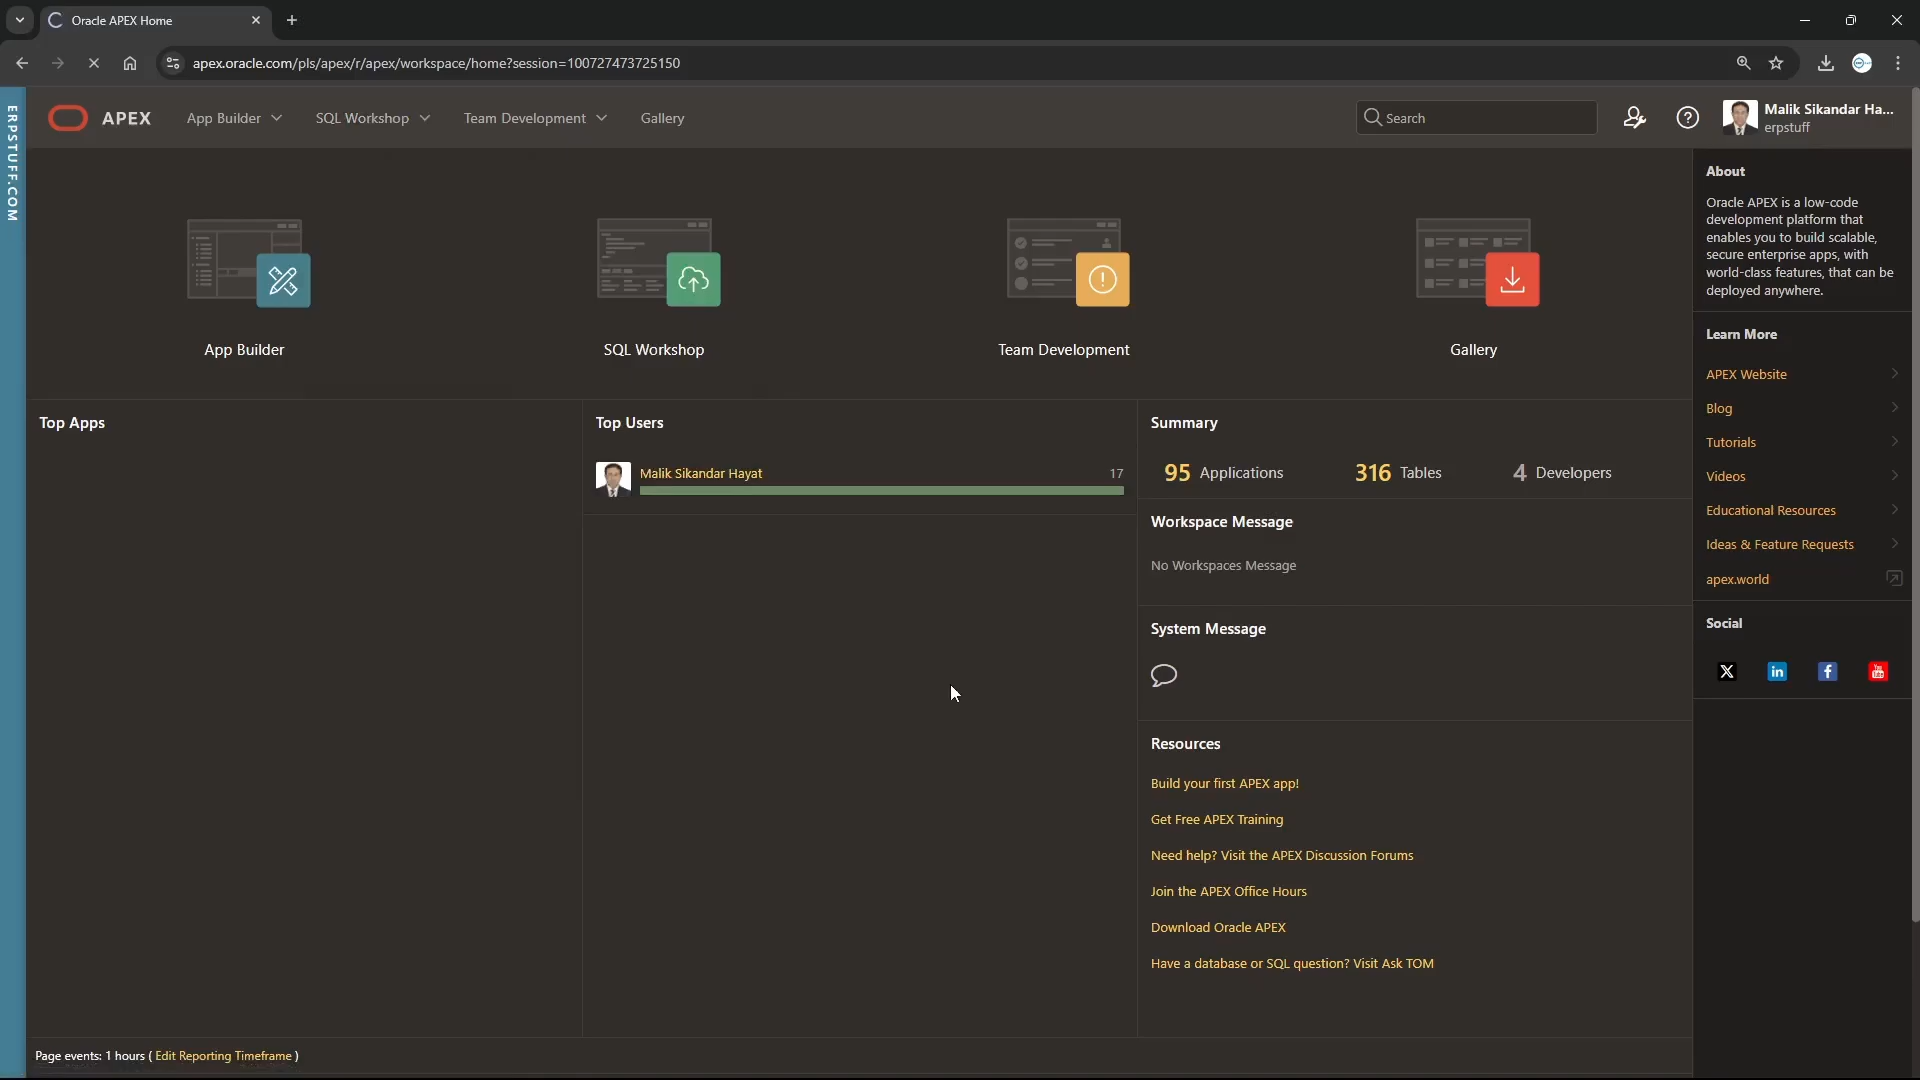 Oracle APEX Home
apex.oracle.com/pls/apex/r/apex/workspace/home?session=100727473725150
ERPSTUFF.COM
APEX
App Builder
SQL Workshop
Team Development
Gallery
Search
Malik Sikandar Ha...
erpstuff
App Builder
SQL Workshop
Team Development
Gallery
Top Apps
Top Users
Malik Sikandar Hayat
17
Summary
95 Applications
316 Tables
4 Developers
Workspace Message
No Workspaces Message
System Message
Resources
Build your first APEX app!
Get Free APEX Training
Need help? Visit the APEX Discussion Forums
Join the APEX Office Hours
Download Oracle APEX
Have a database or SQL question? Visit Ask TOM
About
Oracle APEX is a low-code
development platform that
enables you to build scalable,
secure enterprise apps, with
world-class features, that can be
deployed anywhere.
Learn More
APEX Website
Blog
Tutorials
Videos
Educational Resources
Ideas & Feature Requests
apex.world
Social
Page events: 1 hours ( Edit Reporting Timeframe )